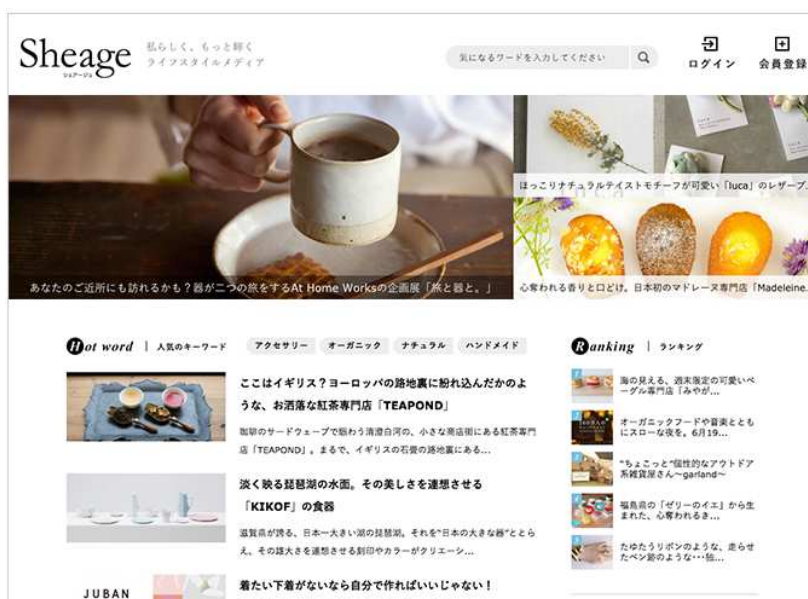 Sheage
シェアージュ
私らしく、もっと輝く
ライフスタイルメディア
気になるワードを入力してください
ログイン
会員登録
luca
ほっこりナチュラルテイストモチーフが可愛い「luca」のレザーブ...
あなたのご近所にも訪れるかも？器が二つの旅をするAt Home Worksの企画展「旅と器と。」
心奪われる香りと口どけ。日本初のマドレーヌ専門店「Madeleine...
Hot word | 人気のキーワード
アクセサリー オーガニック ナチュラル ハンドメイド
ここはイギリス？ヨーロッパの路地裏に紛れ込んだかのよ
うな、お洒落な紅茶専門店「TEAPOND」
珈琲のサードウェーブで賑わう清澄白河の、小さな商店街にある紅茶専門
店「TEAPOND」。まるで、イギリスの石畳の路地裏にある...
淡く映る琵琶湖の水面。その美しさを連想させる
「KIKOF」の食器
滋賀県が誇る、日本一大きい湖の琵琶湖。それを“日本の大きな器”ととら
え、その雄大さを連想させる刻印やカラーがクリエーシ...
JUBAN
着たい下着がないなら自分で作ればいいじゃない！
Ranking | ランキング
1
海の見える、週末限定の可愛いベ
ーグル専門店「みやが...
2
オーガニックフードや音楽ととも
にスローな夜を。6月19...
3
“ちょこっと”個性的なアウトドア
系雑貨屋さん〜garland〜
4
福島県の「ゼリーのイエ」から生
まれた、心奪われるき...
5
たゆたうリボンのような、走らせ
たペン跡のような・・・独...